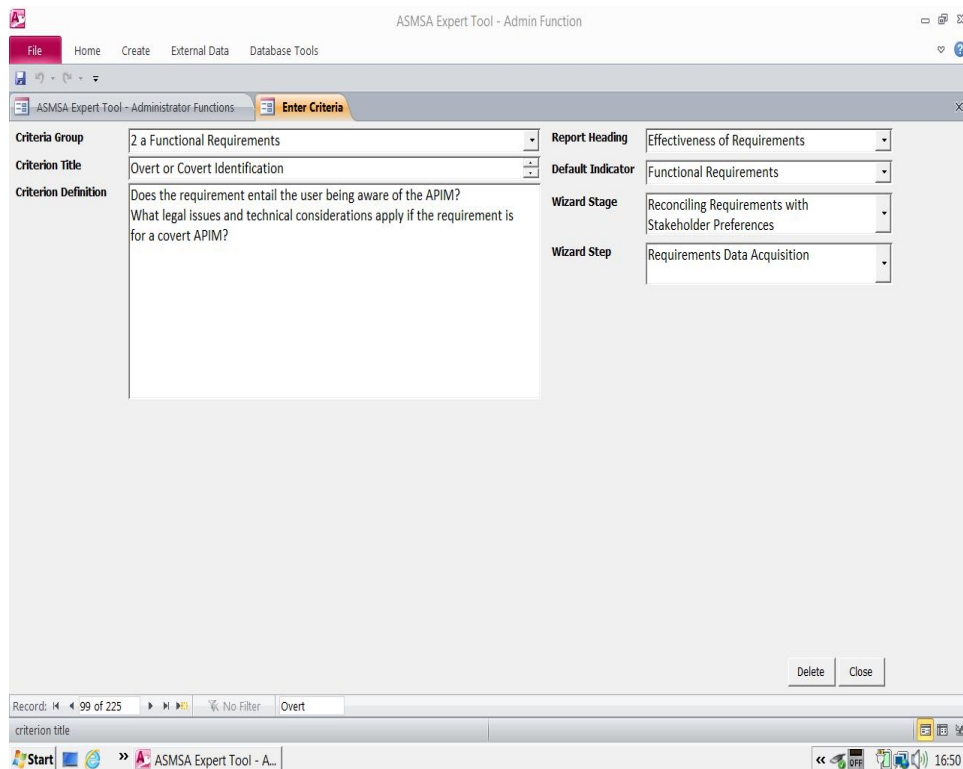 ASMSA Expert Tool - Admin Function
File Home Create External Data Database Tools
ASMSA Expert Tool - Administrator Functions Enter Criteria
Criteria Group 2 a Functional Requirements
Criterion Title Overt or Covert Identification
Criterion Definition Does the requirement entail the user being aware of the APIM?
What legal issues and technical considerations apply if the requirement is
for a covert APIM?
Report Heading Effectiveness of Requirements
Default Indicator Functional Requirements
Wizard Stage Reconciling Requirements with
Stakeholder Preferences
Wizard Step Requirements Data Acquisition
Delete Close
Record: 99 of 225 No Filter Overt
criterion title
Start » ASMSA Expert Tool - A... « OFF 16:50